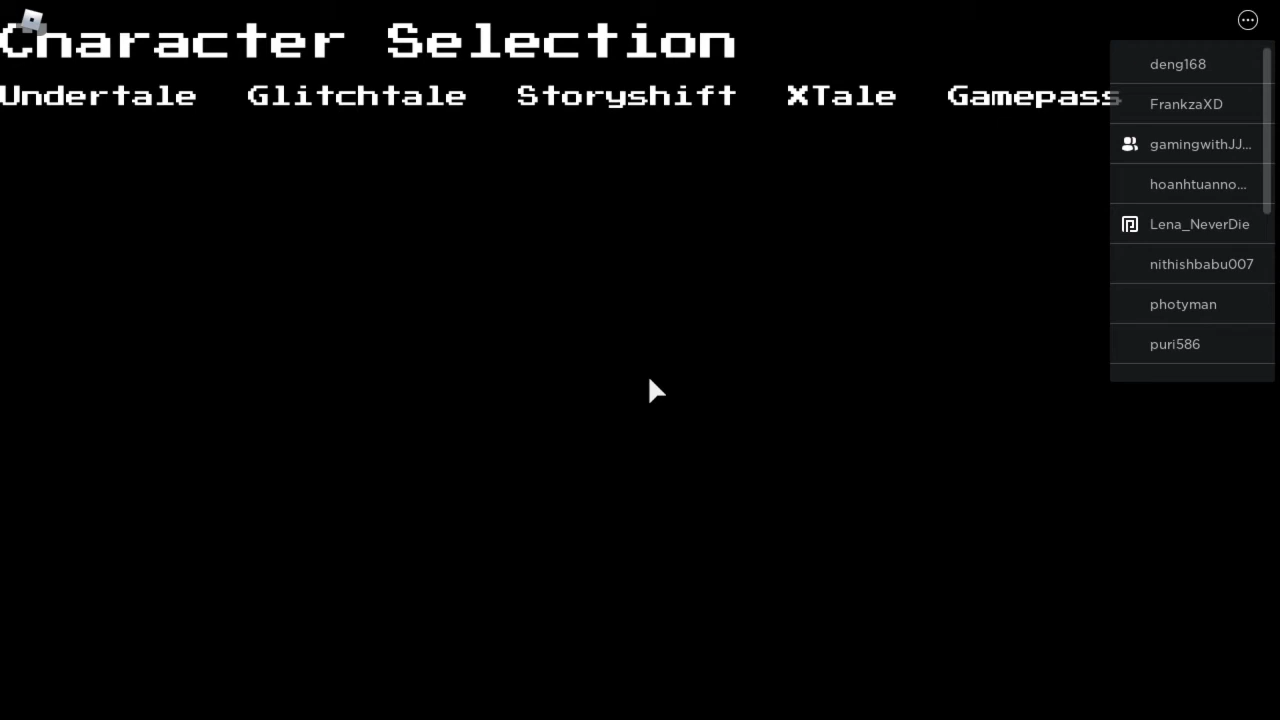 Character Selection
Undertale Glitchtale Storyshift XTale Gamepass
deng168
FrankzaXD
gamingwithJJ...
hoanhtuanno...
Lena_NeverDie
nithishbabu007
photyman
puri586